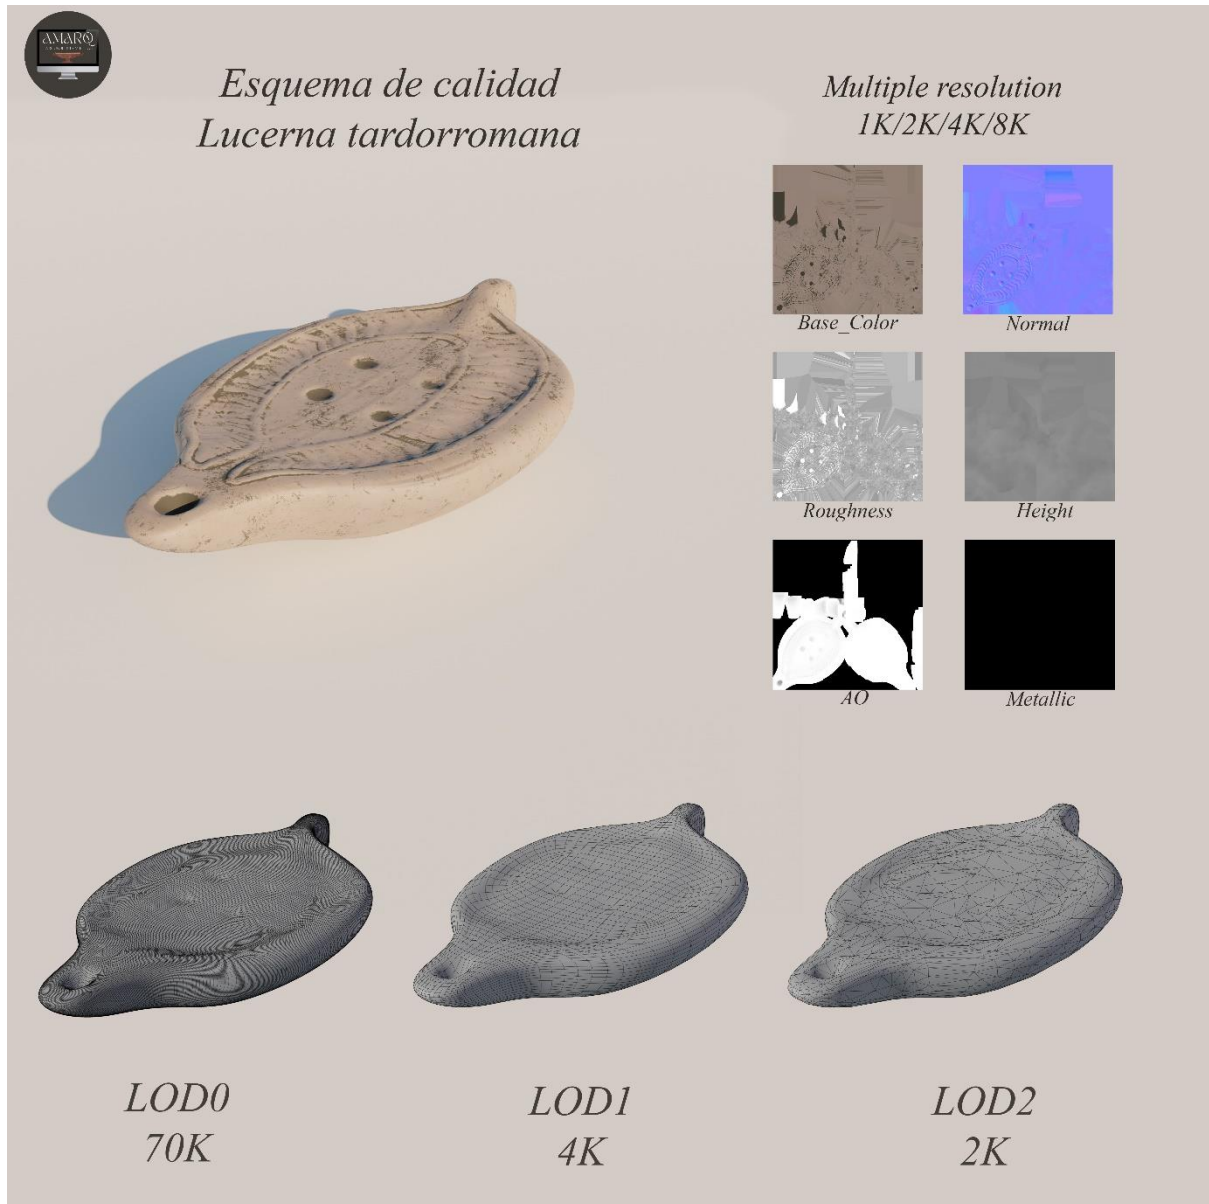 AMARQ
Esquema de calidad
Lucerna tardorromana
Multiple resolution
1K/2K/4K/8K
Base_Color
Normal
Roughness
Height
AO
Metallic
LOD0
70K
LOD1
4K
LOD2
2K